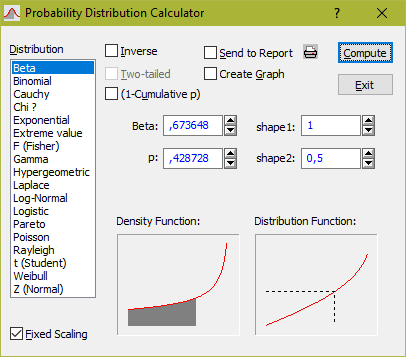 Probability Distribution Calculator
?
Distribution
Beta
Binomial
Cauchy
Chi ?
Exponential
Extreme value
F (Fisher)
Gamma
Hypergeometric
Laplace
Log-Normal
Logistic
Pareto
Poisson
Rayleigh
t (Student)
Weibull
Z (Normal)
Fixed Scaling
Inverse
Two-tailed
(1-Cumulative p)
Send to Report
Create Graph
Compute
Exit
Beta: ,673648 shape1: 1
p: ,428728 shape2: 0,5
Density Function: Distribution Function: